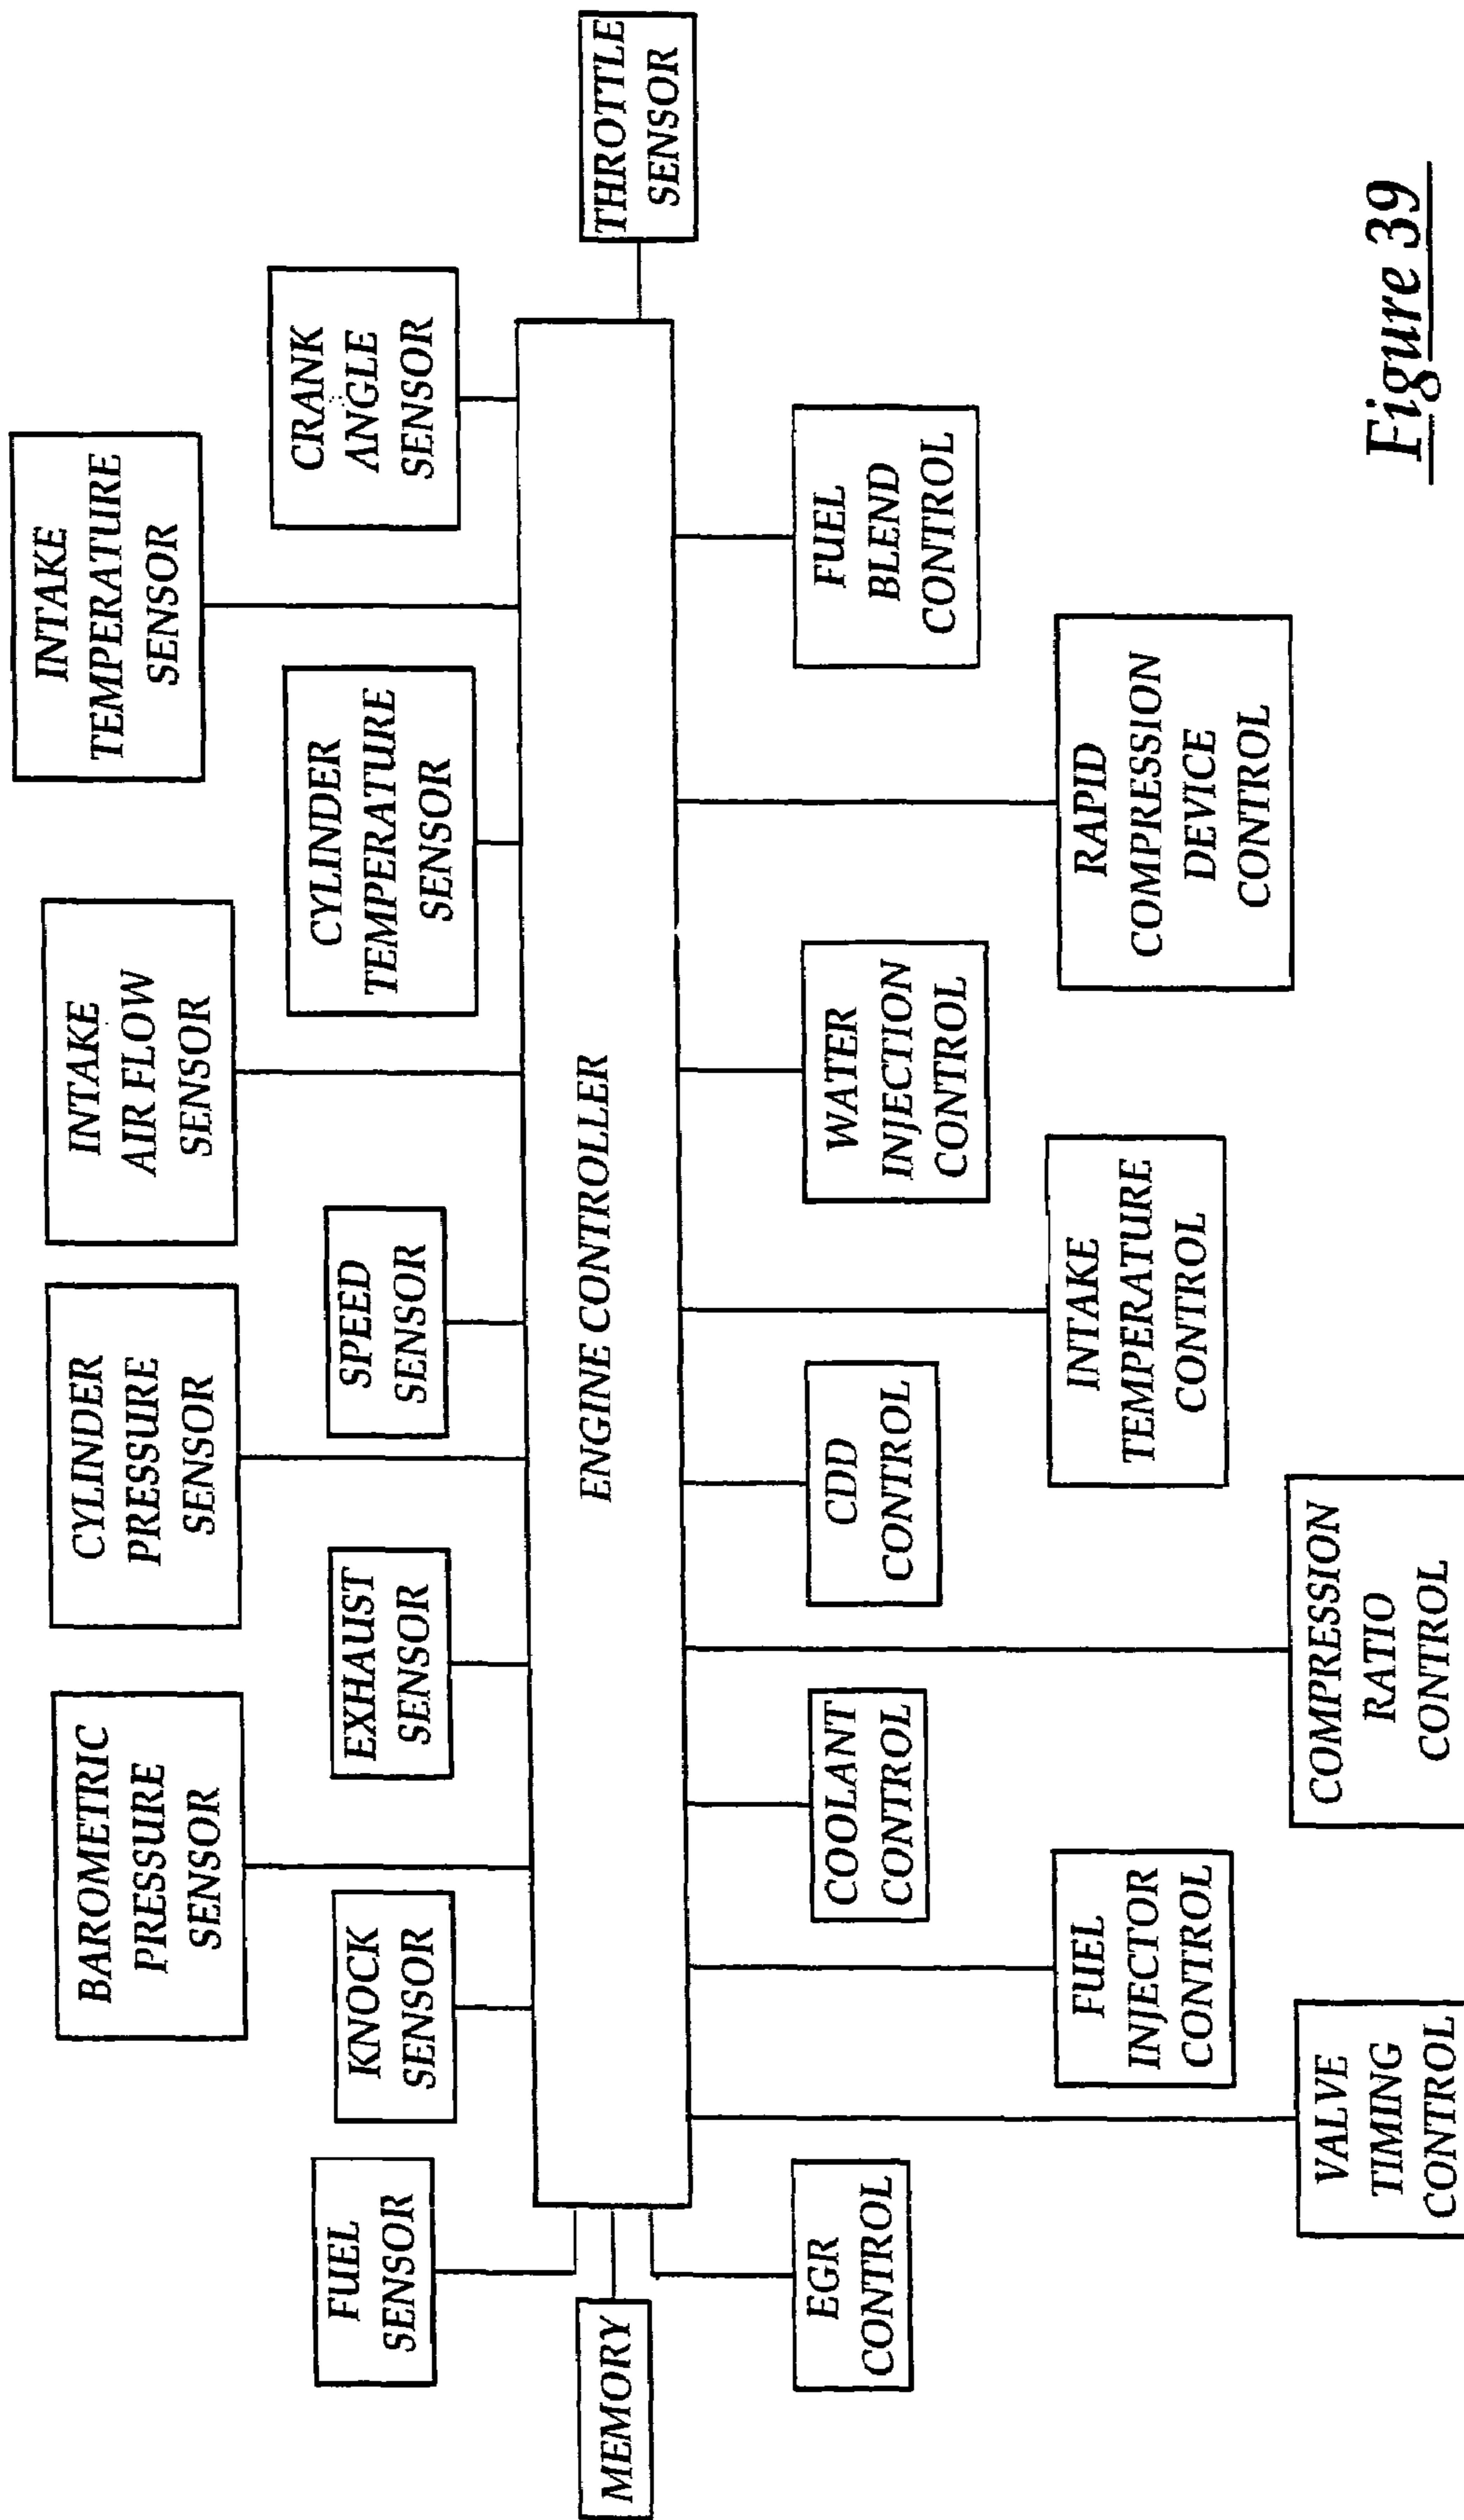 INTAKE
TEMPERATURE
SENSOR
INTAKE
AIR FLOW
SENSOR
CYLINDER
PRESSURE
SENSOR
BAROMETRIC
PRESSURE
SENSOR
CRANK
ANGLE
SENSOR
CYLINDER
TEMPERATURE
SENSOR
SPEED
SENSOR
EXHAUST
SENSOR
KNOCK
SENSOR
FUEL
SENSOR
THROTTLE
SENSOR
ENGINE CONTROLLER
MEMORY
EGR
CONTROL
COOLANT
CONTROL
CDD
CONTROL
WATER
INJECTION
CONTROL
FUEL
BLEND
CONTROL
FUEL
INJECTOR
CONTROL
INTAKE
TEMPERATURE
CONTROL
RAPID
COMPRESSION
DEVICE
CONTROL
VALVE
TIMING
CONTROL
COMPRESSION
RATIO
CONTROL
Figure 39